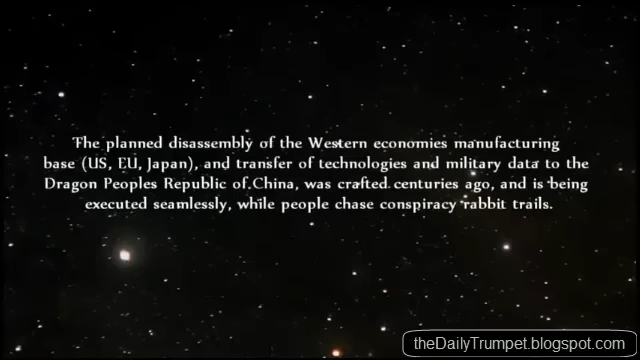 The planned disassembly of the Western economies manufacturing
base (US, EU, Japan), and transfer of technologies and military data to the
Dragon Peoples Republic of China, was crafted centuries ago, and is being
executed seamlessly, while people chase conspiracy rabbit trails.
theDailyTrumpet.blogspot.com